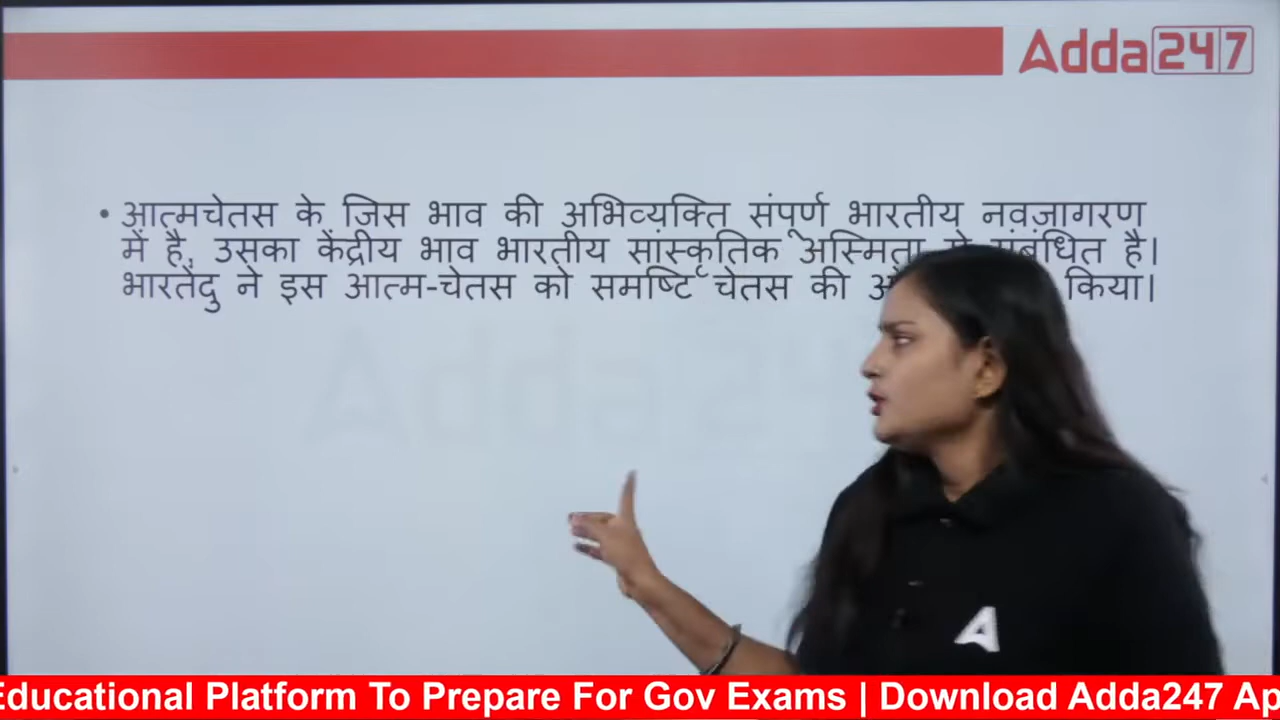 Adda247
• आत्मचेतस के जिस भाव की अभिव्यक्ति संपूर्ण भारतीय नवजागरण
में है, उसका केंद्रीय भाव भारतीय सांस्कृतिक अस्मिता संबंधित है।
भारतेंदु ने इस आत्म-चेतस को समष्टि चेतस की किया।
Educational Platform To Prepare For Gov Exams | Download Adda247